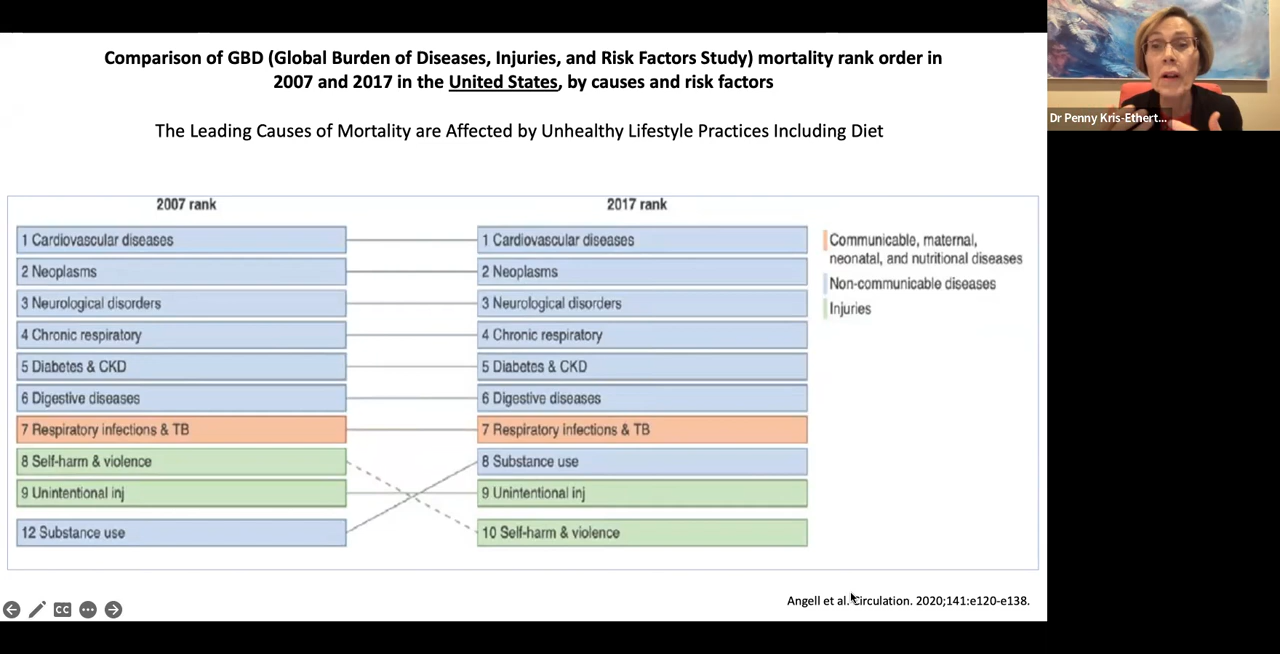 Comparison of GBD (Global Burden of Diseases, Injuries, and Risk Factors Study) mortality rank order in
2007 and 2017 in the United States, by causes and risk factors
The Leading Causes of Mortality are Affected by Unhealthy Lifestyle Practices Including Diet
Dr Penny Kris-Ethert...
2007 rank
2017 rank
1 Cardiovascular diseases
2 Neoplasms
3 Neurological disorders
4 Chronic respiratory
5 Diabetes & CKD
6 Digestive diseases
7 Respiratory infections & TB
8 Self-harm & violence
9 Unintentional inj
12 Substance use
1 Cardiovascular diseases
2 Neoplasms
3 Neurological disorders
4 Chronic respiratory
5 Diabetes & CKD
6 Digestive diseases
7 Respiratory infections & TB
8 Substance use
9 Unintentional inj
10 Self-harm & violence
Communicable, maternal,
neonatal, and nutritional diseases
Non-communicable diseases
Injuries
Angell et al. Circulation. 2020;141:e120-e138.
CC